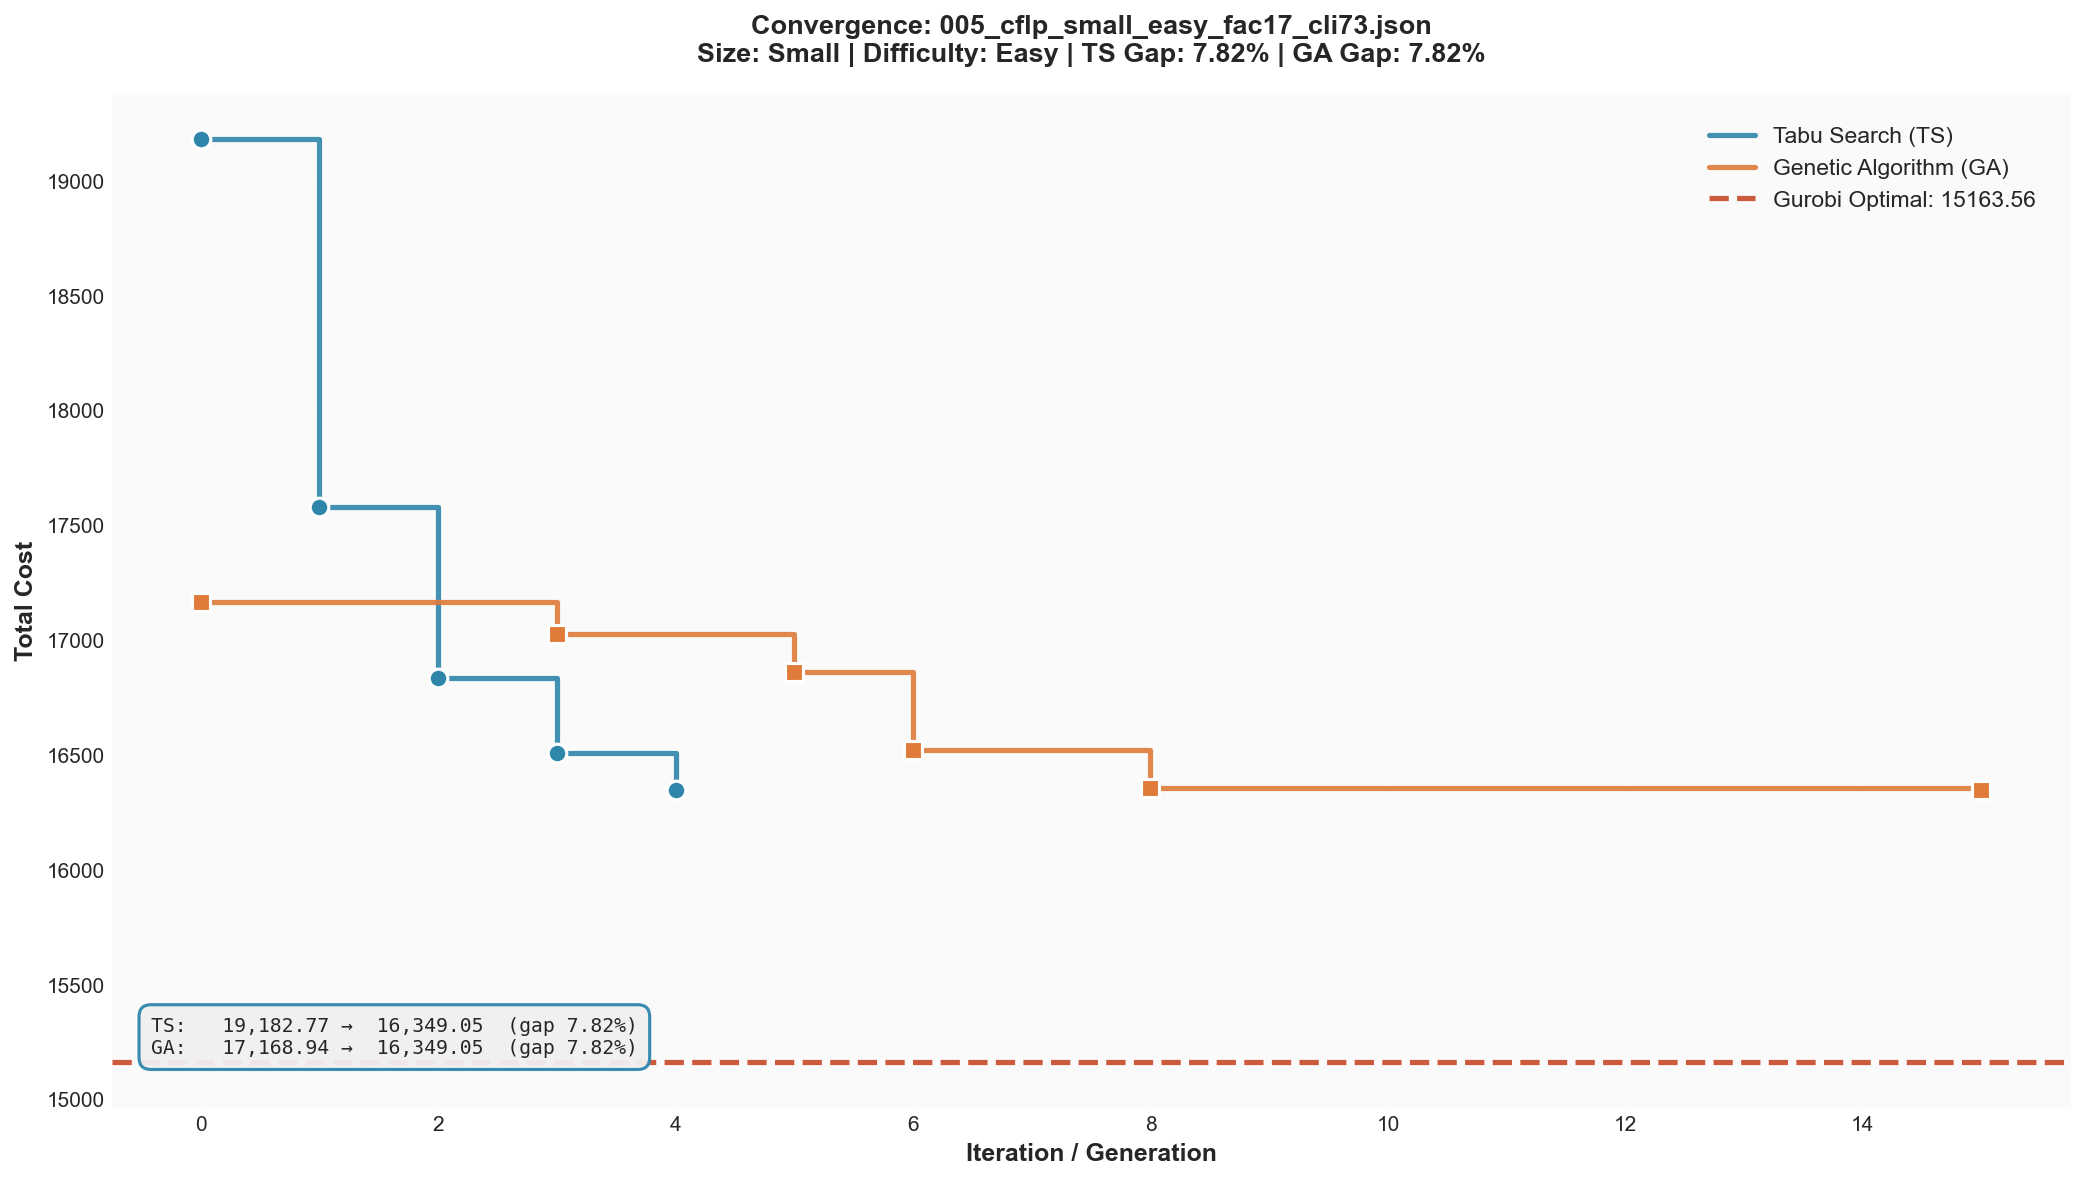 Convergence: 005_cflp_small_easy_fac17_cli73.json
Size: Small | Difficulty: Easy | TS Gap: 7.82% | GA Gap: 7.82%
Tabu Search (TS)
Genetic Algorithm (GA)
Gurobi Optimal: 15163.56
Total Cost
19000
18500
18000
17500
17000
16500
16000
15500
15000
TS: 19,182.77 → 16,349.05 (gap 7.82%)
GA: 17,168.94 → 16,349.05 (gap 7.82%)
0 2 4 6 8 10 12 14
Iteration / Generation